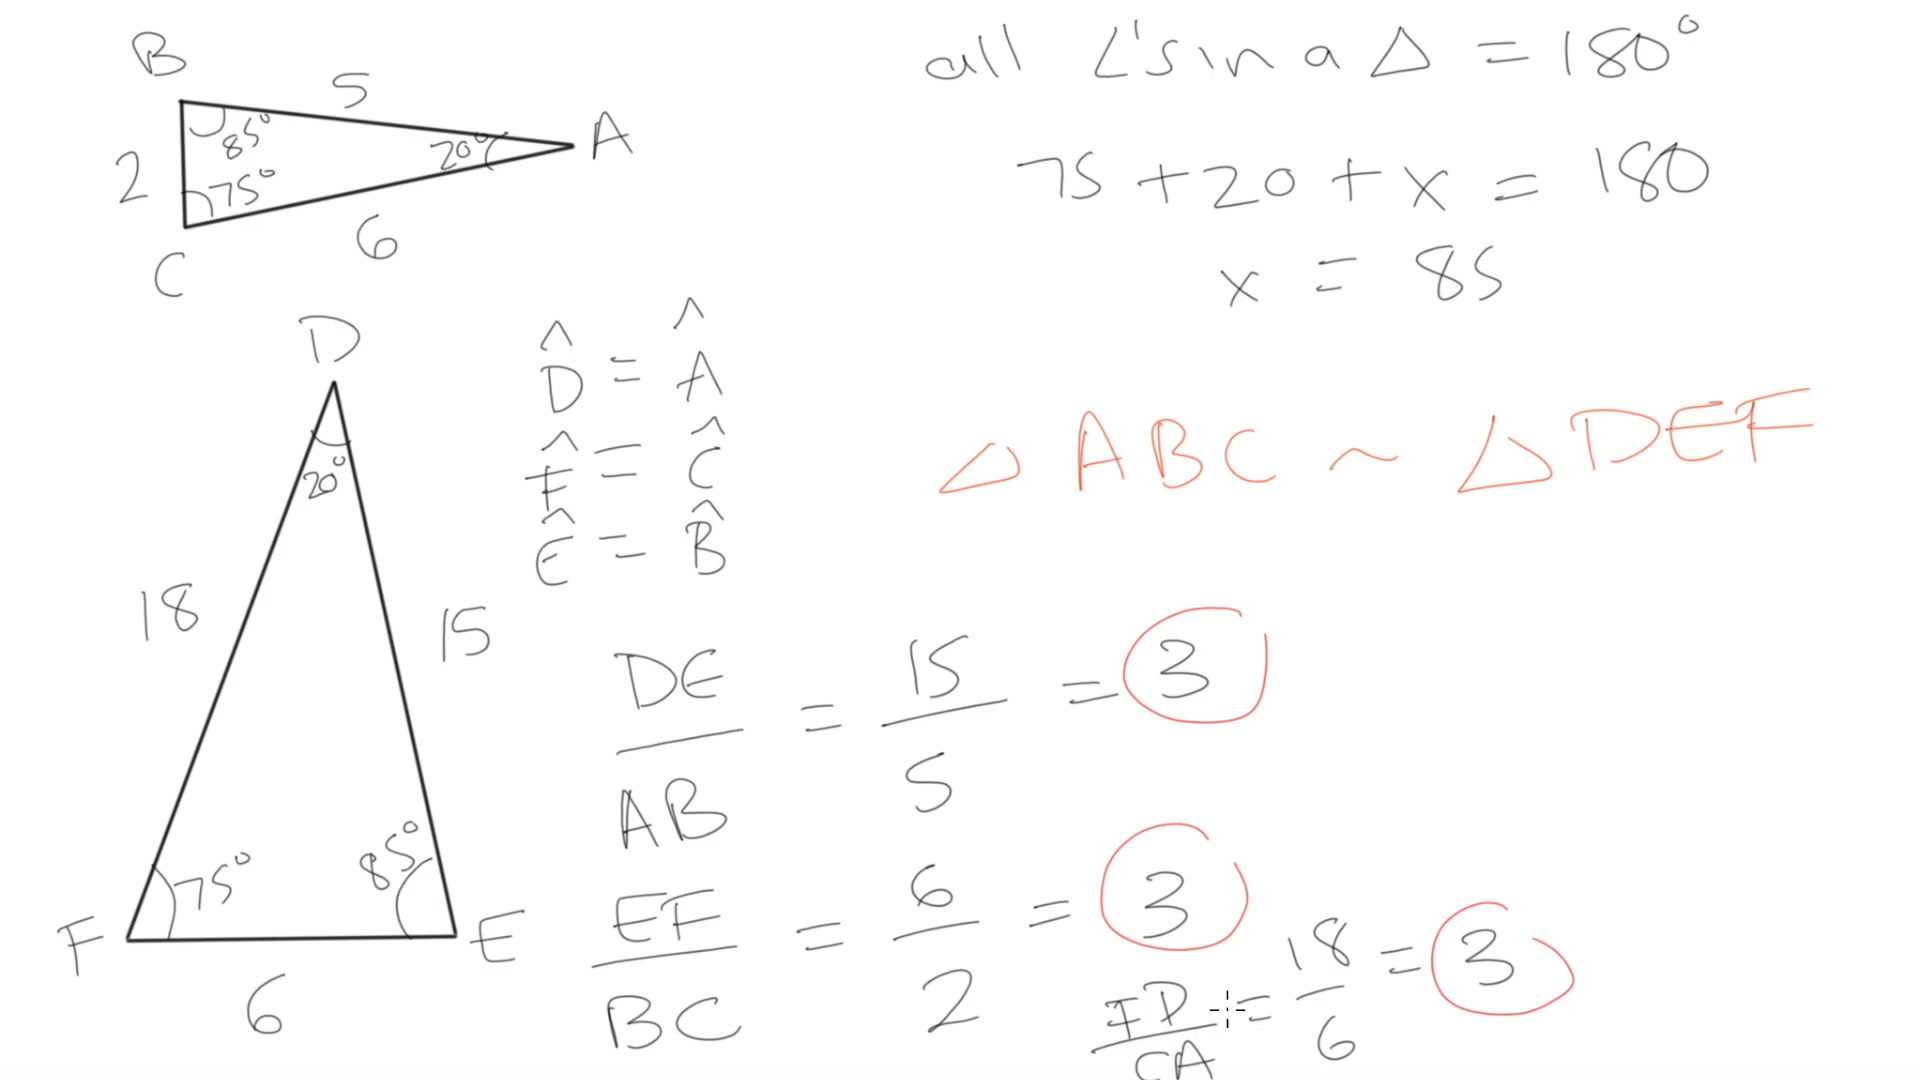 B
5
A
85°
20°
2
75°
6
C
all ∠'s in a △ = 180°
75 + 20 + x = 180
x = 85
D
20°
18
15
75°
85°
F
E
6
D̂ = Â
F̂ = Ĉ
Ê = B̂
△ABC ~ △DEF
DE/AB = 15/5 = 3
EF/BC = 6/2 = 3
FD/CA = 18/6 = 3